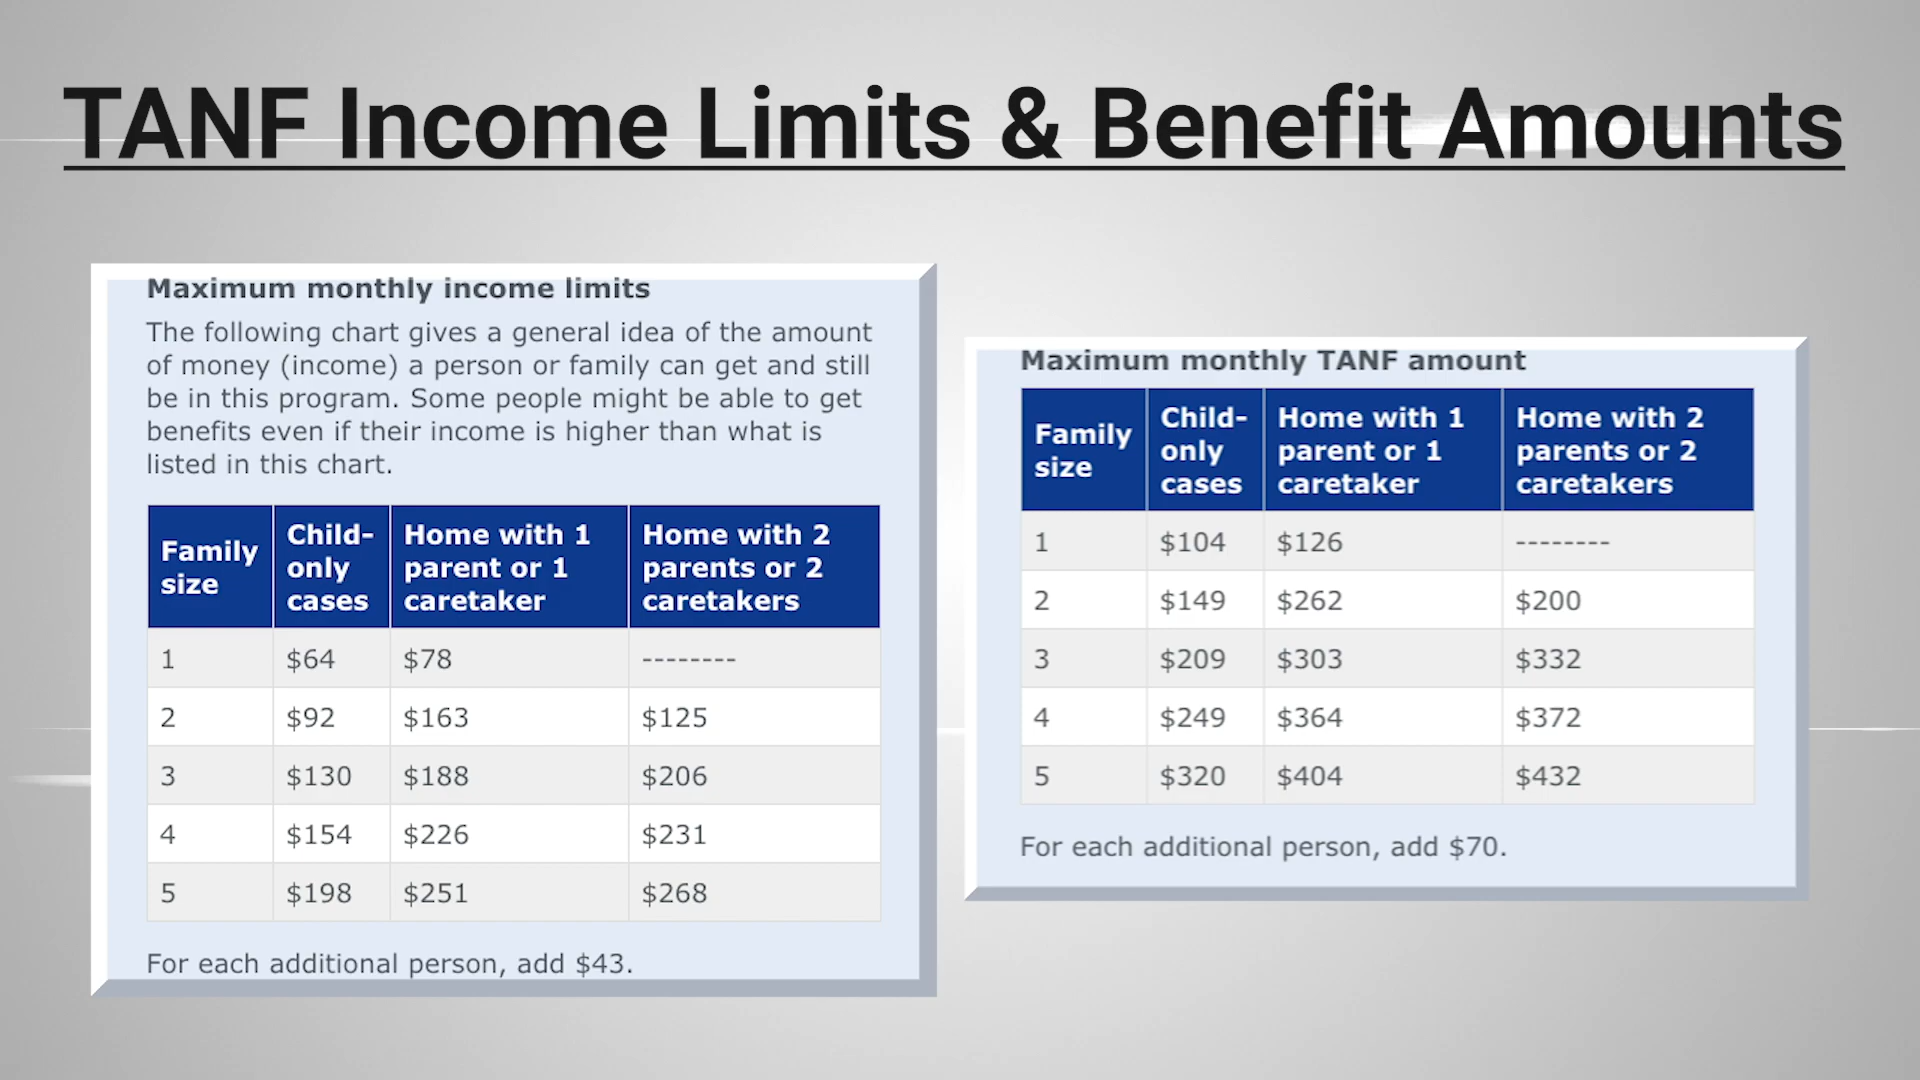 TANF Income Limits & Benefit Amounts
Maximum monthly income limits
The following chart gives a general idea of the amount
of money (income) a person or family can get and still
be in this program. Some people might be able to get
benefits even if their income is higher than what is
listed in this chart.
Family size Child-only cases Home with 1 parent or 1 caretaker Home with 2 parents or 2 caretakers
1 $64 $78 --------
2 $92 $163 $125
3 $130 $188 $206
4 $154 $226 $231
5 $198 $251 $268
For each additional person, add $43.
Maximum monthly TANF amount
Family size Child-only cases Home with 1 parent or 1 caretaker Home with 2 parents or 2 caretakers
1 $104 $126 --------
2 $149 $262 $200
3 $209 $303 $332
4 $249 $364 $372
5 $320 $404 $432
For each additional person, add $70.